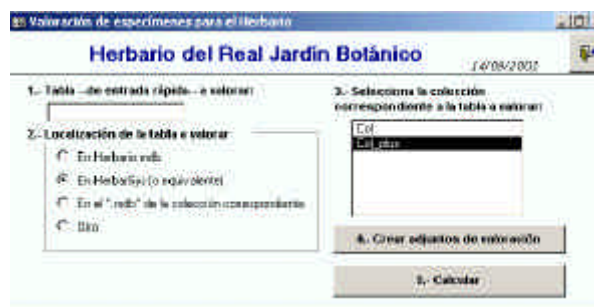 Valoración de especímenes para el Herbario
Herbario del Real Jardín Botánico
14/09/2002
1.- Tabla --de entrada rápida-- a valorar:
2.- Localización de la tabla a valorar
En Herbario.mdb
En HerbarSys (o equivalente)
En el ".mdb" de la colección correspondiente
Otro
3.- Selecciona la colección
correspondiente a la tabla a valorar:
Col
Col_plus
4.- Crear adjuntos de valoración
5.- Calcular